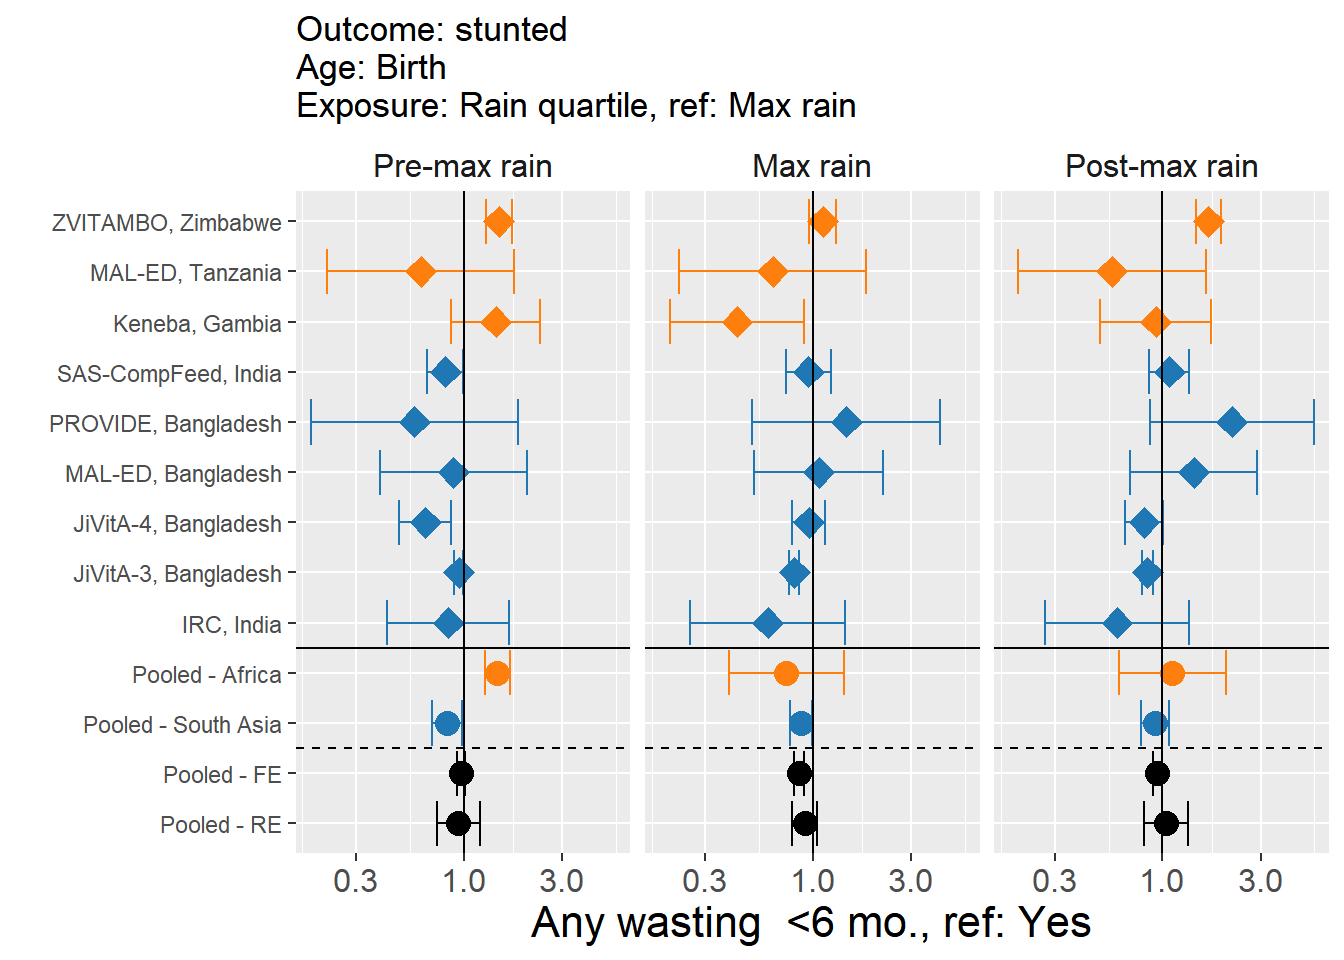 Outcome: stunted
Age: Birth
Exposure: Rain quartile, ref: Max rain
Pre-max rain
Max rain
Post-max rain
ZVITAMBO, Zimbabwe
MAL-ED, Tanzania
Keneba, Gambia
SAS-CompFeed, India
PROVIDE, Bangladesh
MAL-ED, Bangladesh
JiVitA-4, Bangladesh
JiVitA-3, Bangladesh
IRC, India
Pooled - Africa
Pooled - South Asia
Pooled - FE
Pooled - RE
0.3 1.0 3.0 0.3 1.0 3.0 0.3 1.0 3.0
Any wasting  <6 mo., ref: Yes